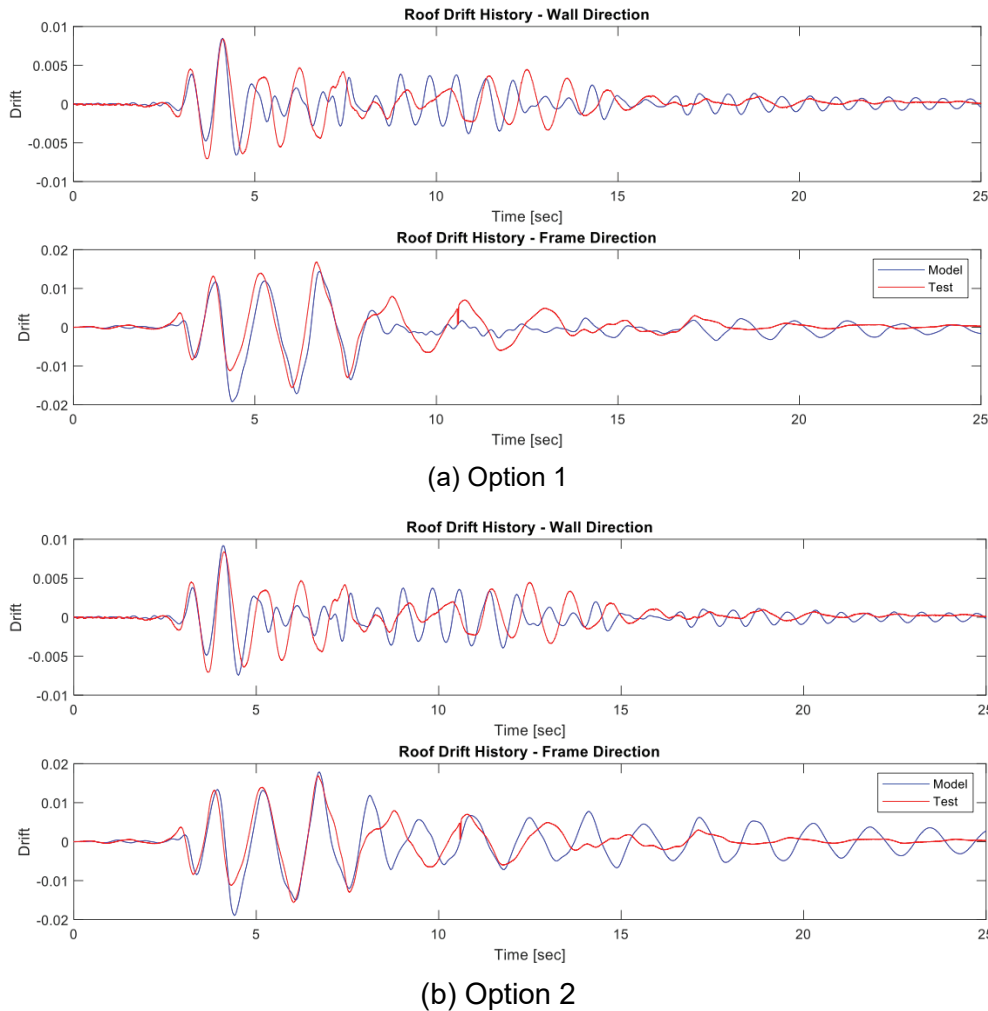 Roof Drift History - Wall Direction
0.01
0.005
0
-0.005
-0.01
Drift
0 5 10 15 20 25
Time [sec]
Roof Drift History - Frame Direction
0.02
0.01
0
-0.01
-0.02
Drift
Model
Test
0 5 10 15 20 25
Time [sec]
(a) Option 1
Roof Drift History - Wall Direction
0.01
0.005
0
-0.005
-0.01
Drift
0 5 10 15 20 25
Time [sec]
Roof Drift History - Frame Direction
0.02
0.01
0
-0.01
-0.02
Drift
Model
Test
0 5 10 15 20 25
Time [sec]
(b) Option 2